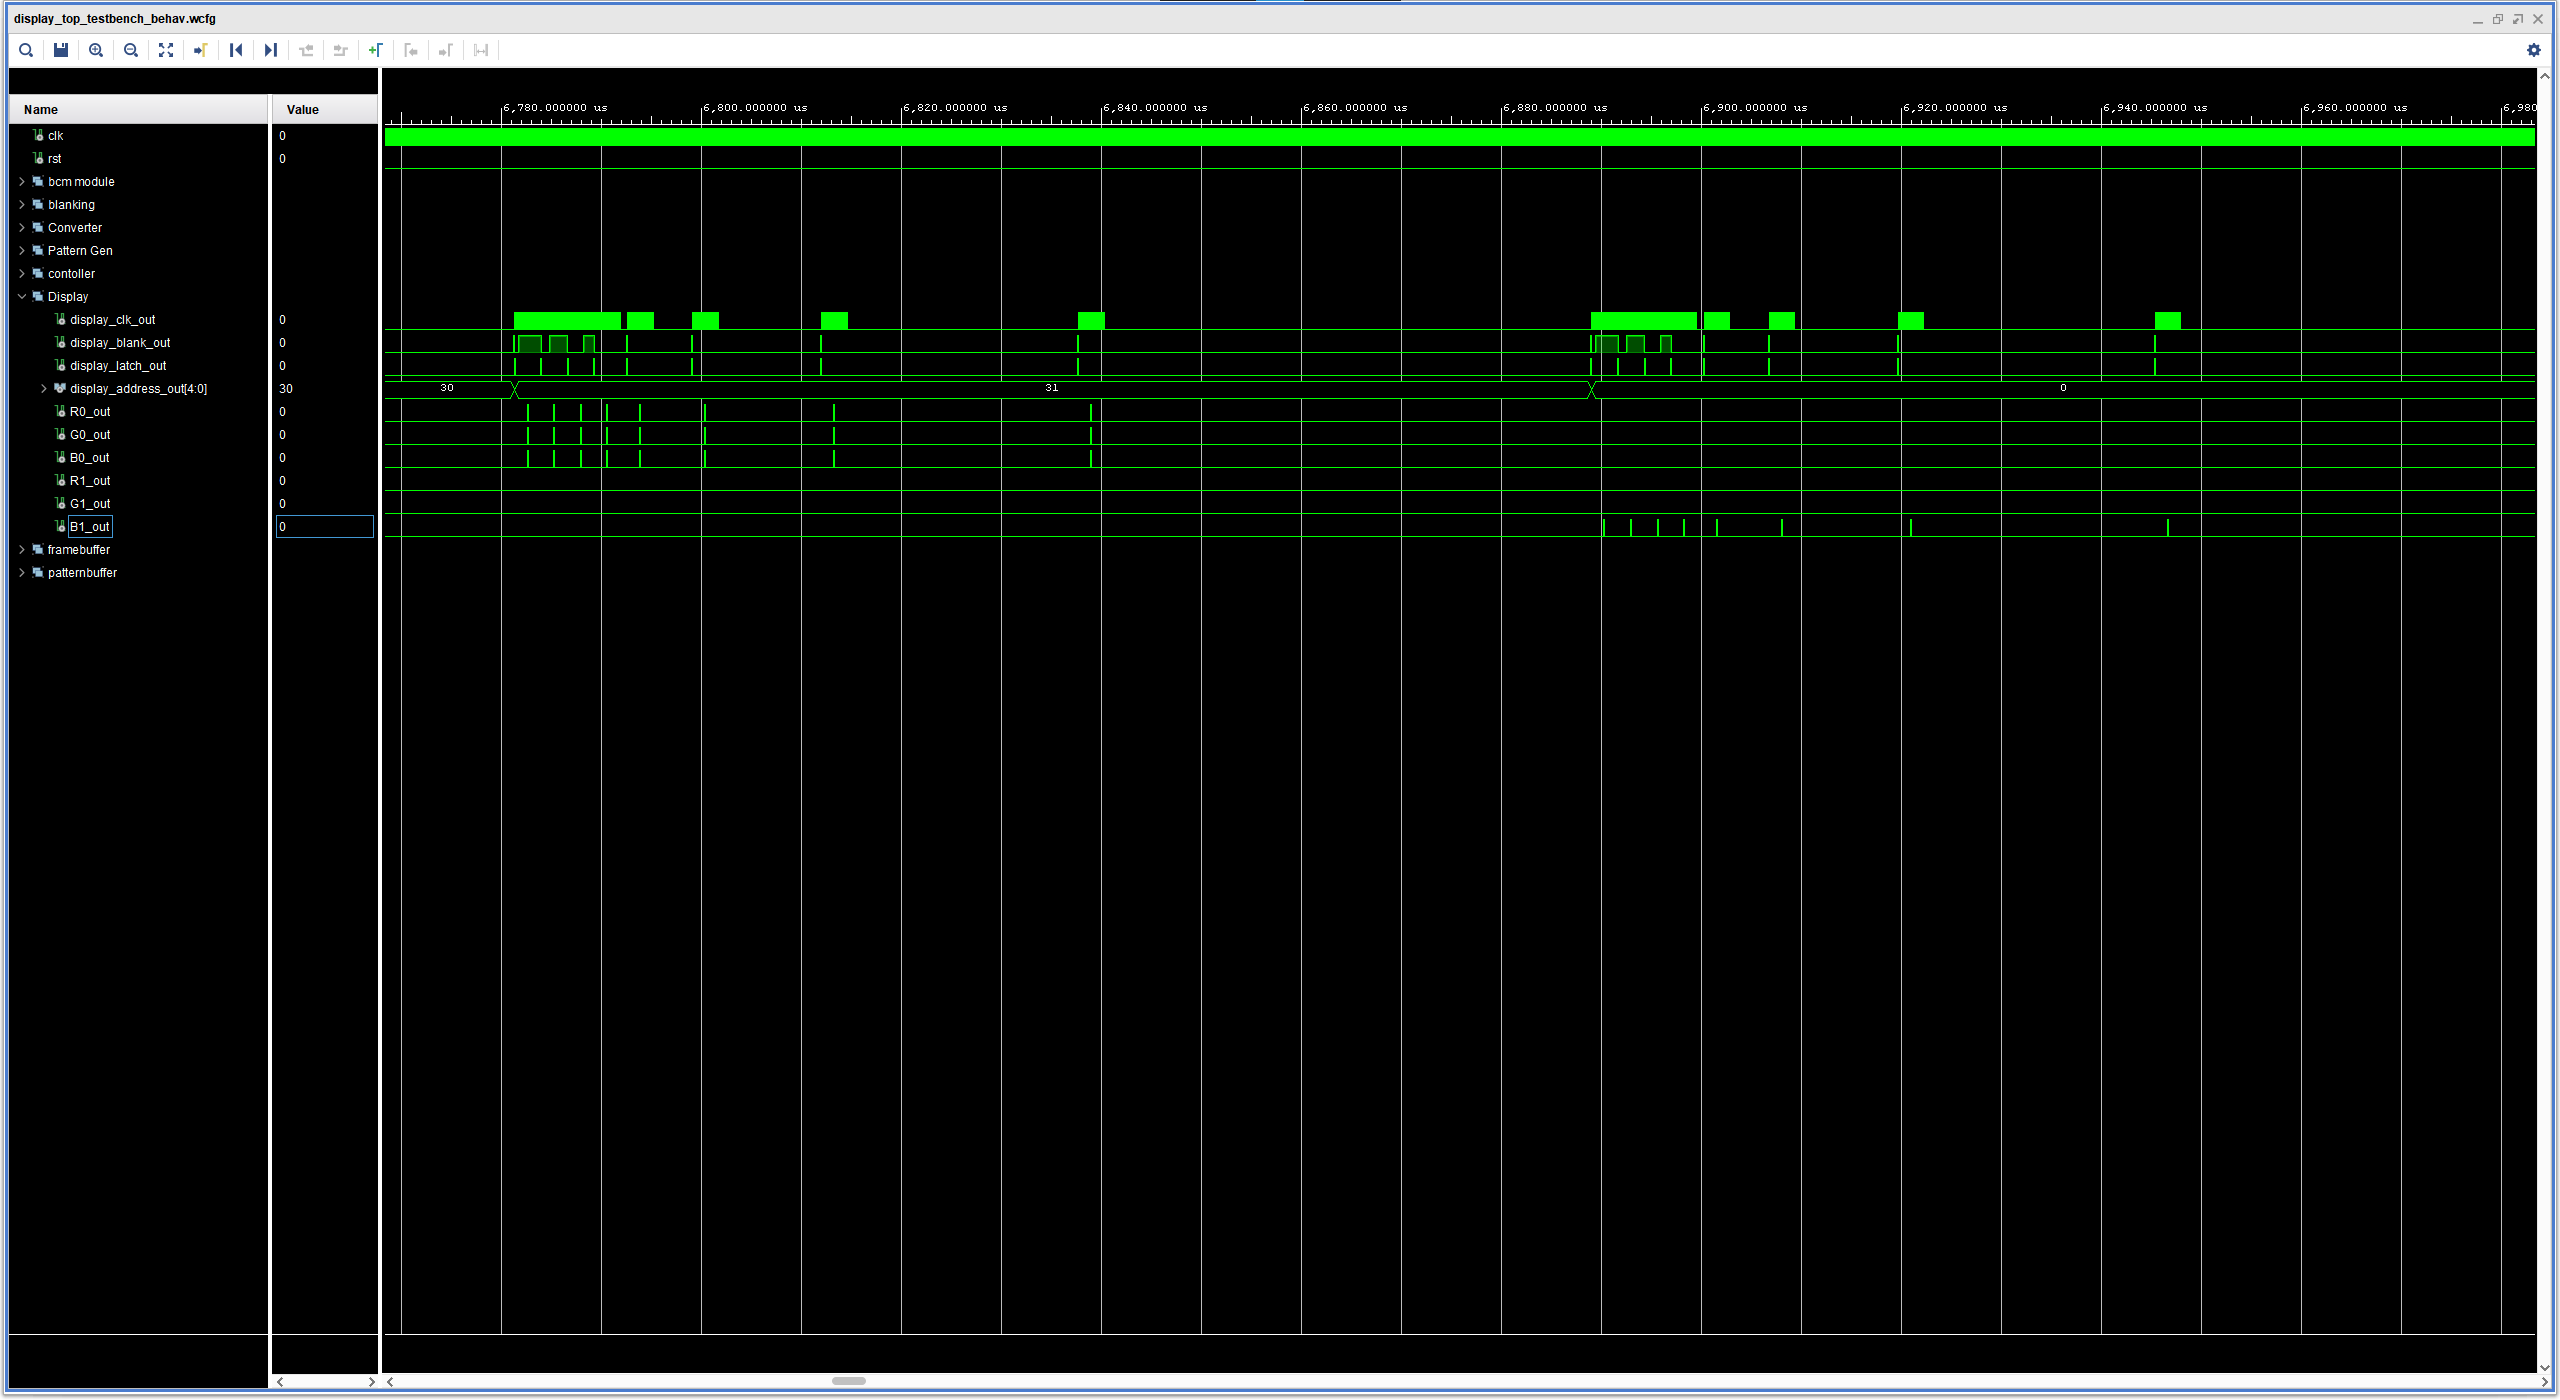 display_top_testbench_behav.wcfg
Name Value
6,780.000000 us 6,800.000000 us 6,820.000000 us 6,840.000000 us 6,860.000000 us 6,880.000000 us 6,900.000000 us 6,920.000000 us 6,940.000000 us 6,960.000000 us 6,980
clk 0
rst 0
bcm module
blanking
Converter
Pattern Gen
contoller
Display
display_clk_out 0
display_blank_out 0
display_latch_out 0
display_address_out[4:0] 30 30 31 0
R0_out 0
G0_out 0
B0_out 0
R1_out 0
G1_out 0
B1_out 0
framebuffer
patternbuffer